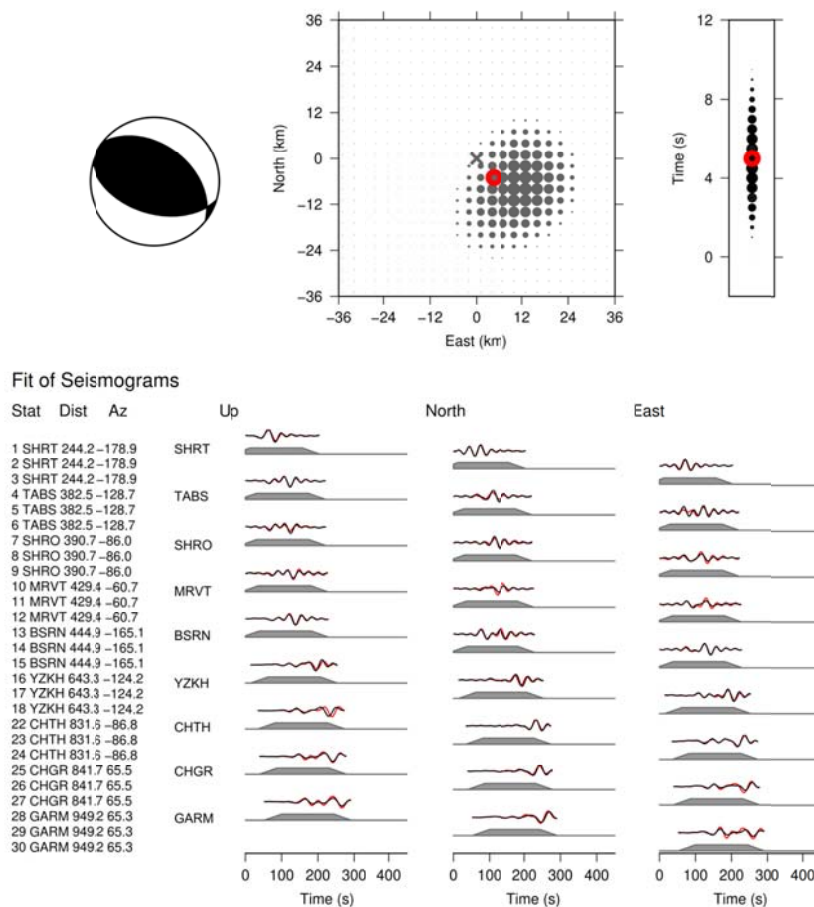 36
24
12
0
−12
−24
−36
North (km)
−36 −24 −12 0 12 24 36
East (km)
12
8
4
0
Time (s)
Fit of Seismograms
Stat Dist Az Up North East
1 SHRT 244.2 −178.9
2 SHRT 244.2 −178.9
3 SHRT 244.2 −178.9
4 TABS 382.5 −128.7
5 TABS 382.5 −128.7
6 TABS 382.5 −128.7
7 SHRO 390.7 −86.0
8 SHRO 390.7 −86.0
9 SHRO 390.7 −86.0
10 MRVT 429.4 −60.7
11 MRVT 429.4 −60.7
12 MRVT 429.4 −60.7
13 BSRN 444.9 −165.1
14 BSRN 444.9 −165.1
15 BSRN 444.9 −165.1
16 YZKH 643.3 −124.2
17 YZKH 643.3 −124.2
18 YZKH 643.3 −124.2
22 CHTH 831.6 −86.8
23 CHTH 831.6 −86.8
24 CHTH 831.6 −86.8
25 CHGR 841.7 65.5
26 CHGR 841.7 65.5
27 CHGR 841.7 65.5
28 GARM 949.2 65.3
29 GARM 949.2 65.3
30 GARM 949.2 65.3
SHRT
TABS
SHRO
MRVT
BSRN
YZKH
CHTH
CHGR
GARM
0 100 200 300 400
Time (s)
0 100 200 300 400
Time (s)
0 100 200 300 400
Time (s)